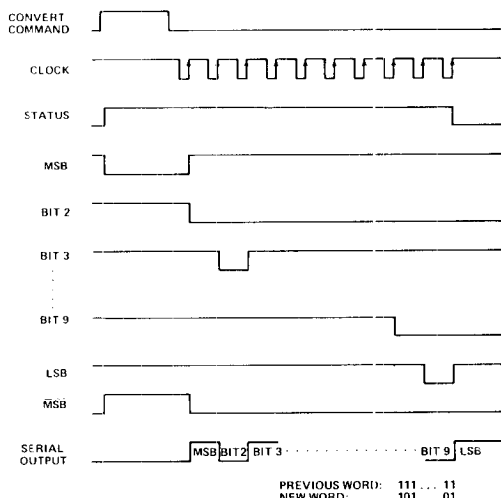 CONVERT
COMMAND
CLOCK
STATUS
MSB
BIT 2
BIT 3
BIT 9
LSB
M̅S̅B̅
SERIAL
OUTPUT
MSB BIT2 BIT 3 BIT 9 LSB
PREVIOUS WORD: 111 ... 11
NEW WORD: 101 ... 01